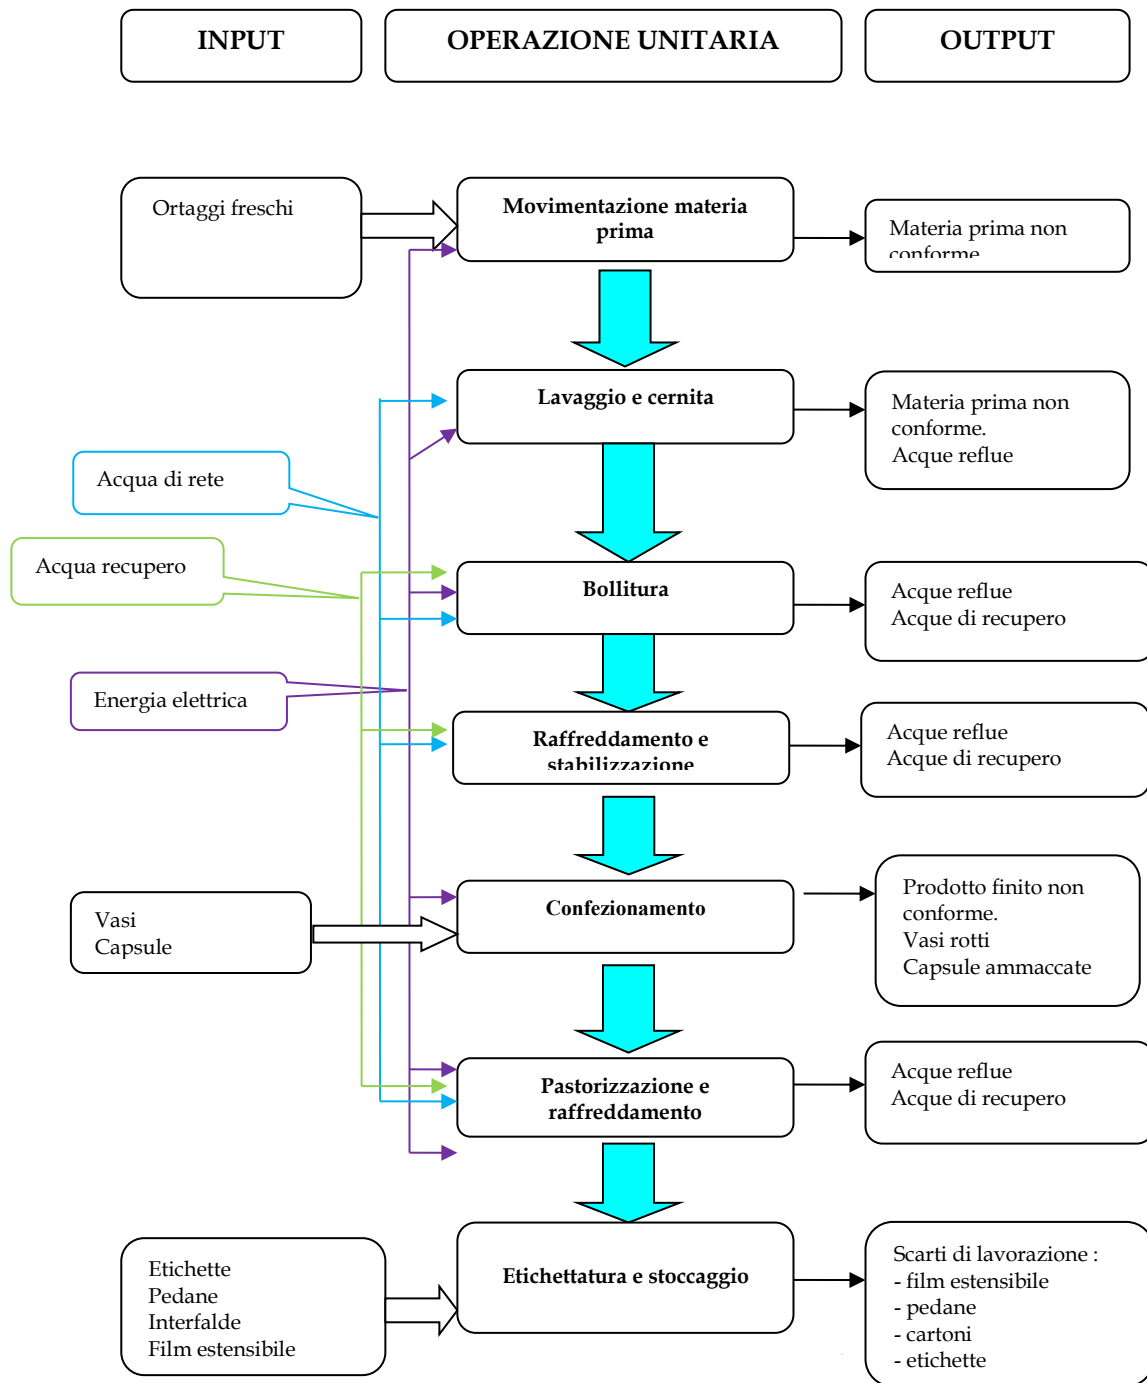 INPUT
OPERAZIONE UNITARIA
OUTPUT
Ortaggi freschi
Movimentazione materia
prima
Materia prima non
conforme
Lavaggio e cernita
Materia prima non
conforme.
Acque reflue
Acqua di rete
Acqua recupero
Bollitura
Acque reflue
Acque di recupero
Energia elettrica
Raffreddamento e
stabilizzazione
Acque reflue
Acque di recupero
Vasi
Capsule
Confezionamento
Prodotto finito non
conforme.
Vasi rotti
Capsule ammaccate
Pastorizzazione e
raffreddamento
Acque reflue
Acque di recupero
Etichette
Pedane
Interfalde
Film estensibile
Etichettatura e stoccaggio
Scarti di lavorazione :
- film estensibile
- pedane
- cartoni
- etichette